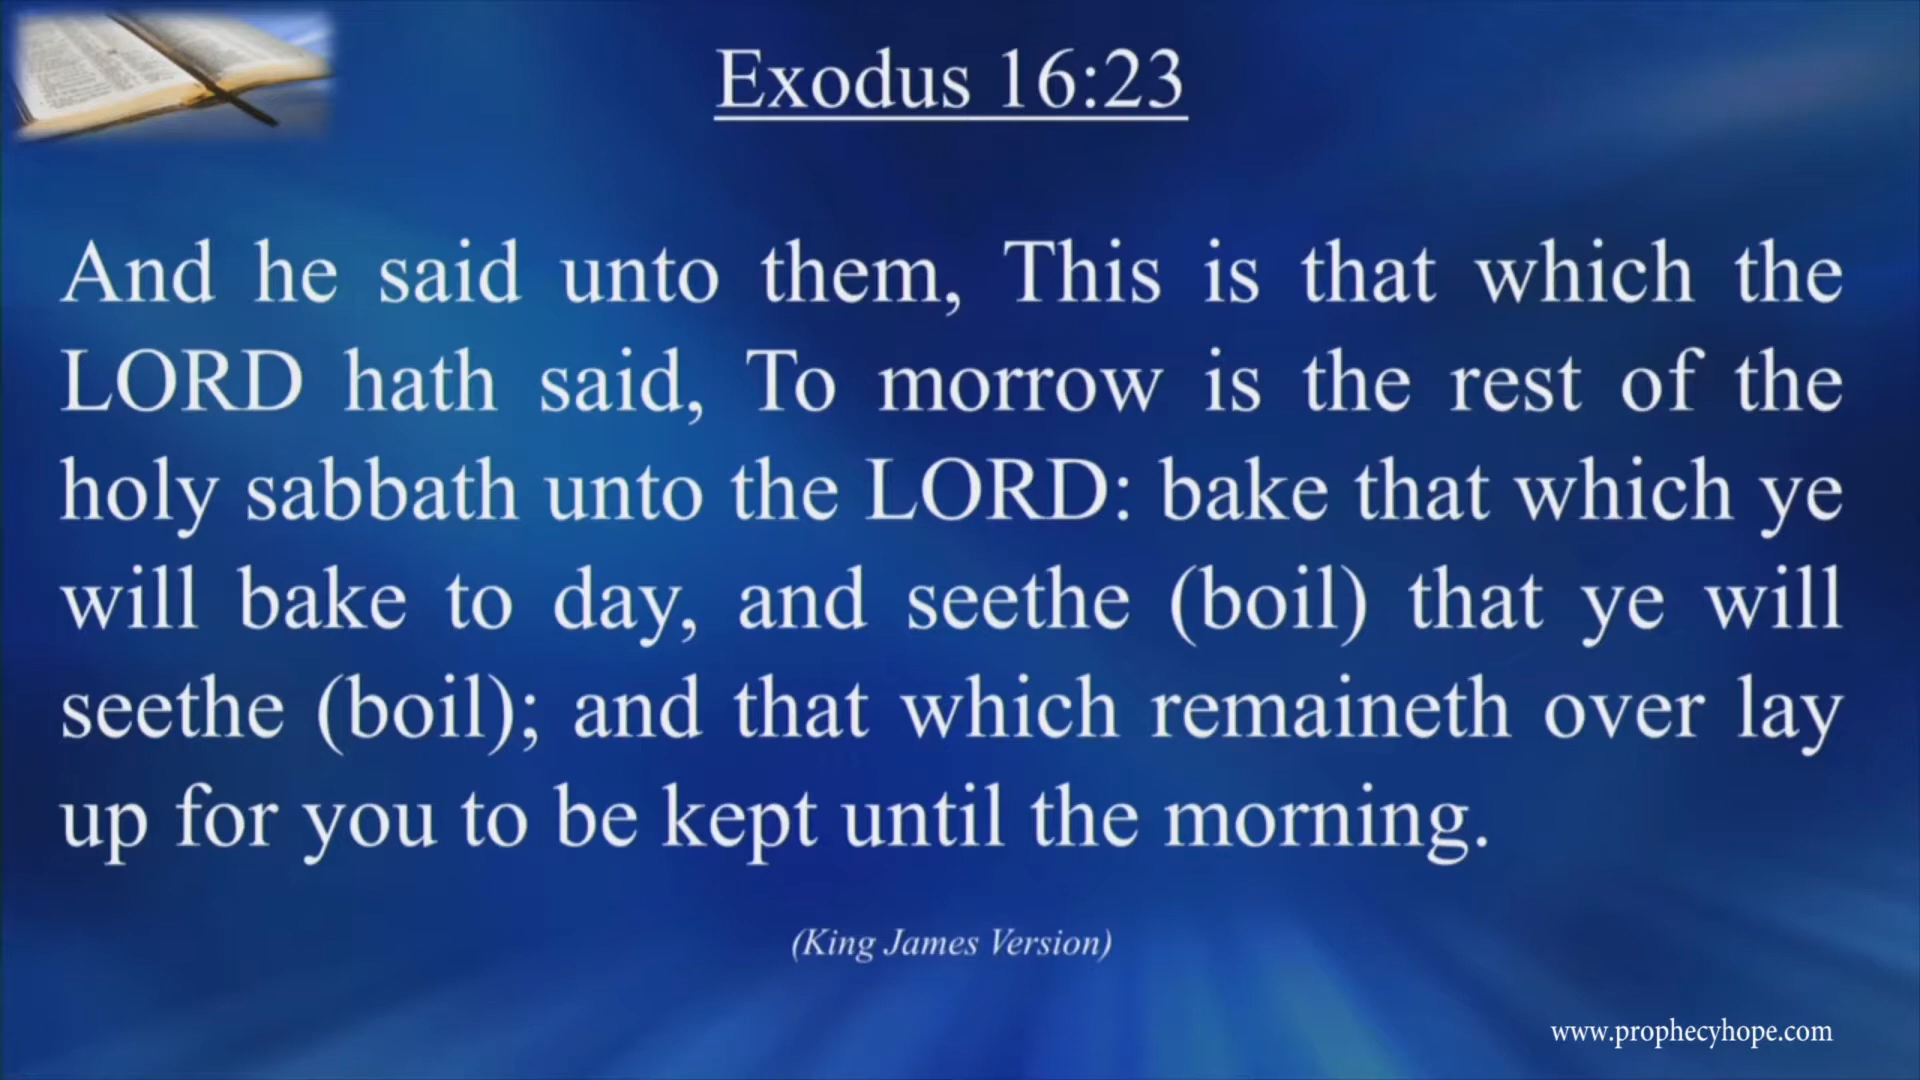 Exodus 16:23
And he said unto them, This is that which the
LORD hath said, To morrow is the rest of the
holy sabbath unto the LORD: bake that which ye
will bake to day, and seethe (boil) that ye will
seethe (boil); and that which remaineth over lay
up for you to be kept until the morning.
(King James Version)
www.prophecyhope.com